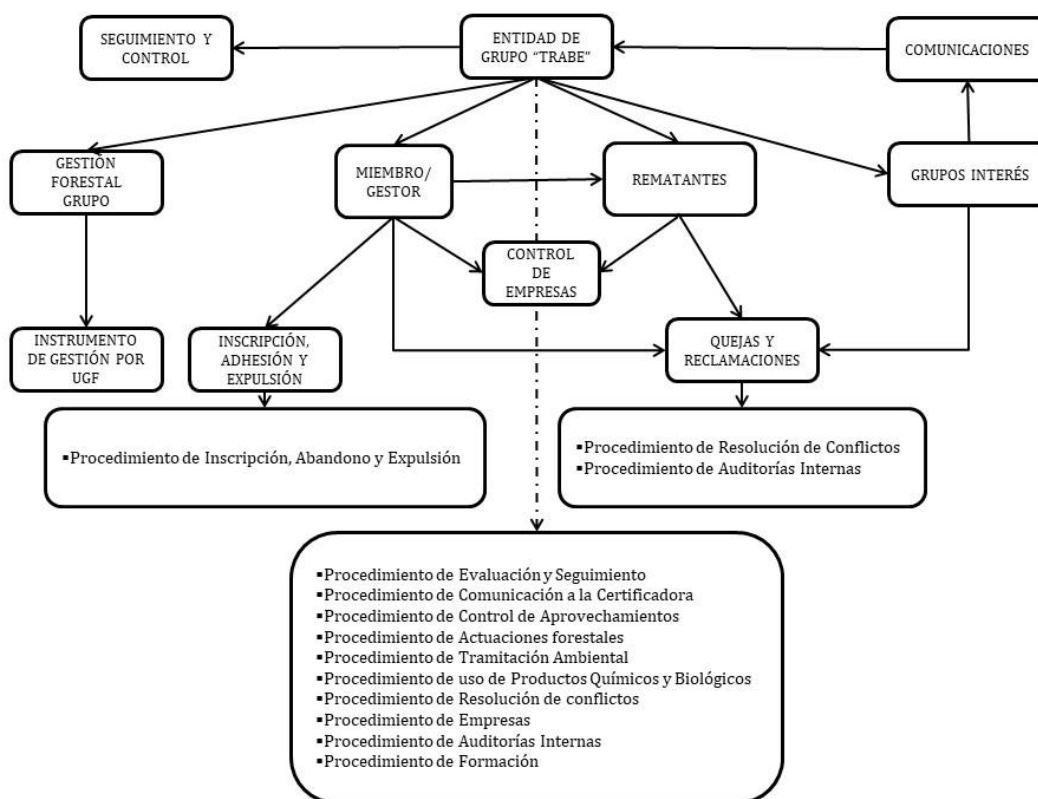 SEGUIMIENTO Y
CONTROL
ENTIDAD DE
GRUPO “TRABE”
COMUNICACIONES
GESTIÓN
FORESTAL
GRUPO
MIEMBRO/
GESTOR
REMATANTES
GRUPOS INTERÉS
CONTROL
DE
EMPRESAS
INSTRUMENTO
DE GESTIÓN POR
UGF
INSCRIPCIÓN,
ADHESIÓN Y
EXPULSIÓN
QUEJAS Y
RECLAMACIONES
▪Procedimiento de Inscripción, Abandono y Expulsión
▪Procedimiento de Resolución de Conflictos
▪Procedimiento de Auditorías Internas
▪Procedimiento de Evaluación y Seguimiento
▪Procedimiento de Comunicación a la Certificadora
▪Procedimiento de Control de Aprovechamientos
▪Procedimiento de Actuaciones forestales
▪Procedimiento de Tramitación Ambiental
▪Procedimiento de uso de Productos Químicos y Biológicos
▪Procedimiento de Resolución de conflictos
▪Procedimiento de Empresas
▪Procedimiento de Auditorías Internas
▪Procedimiento de Formación